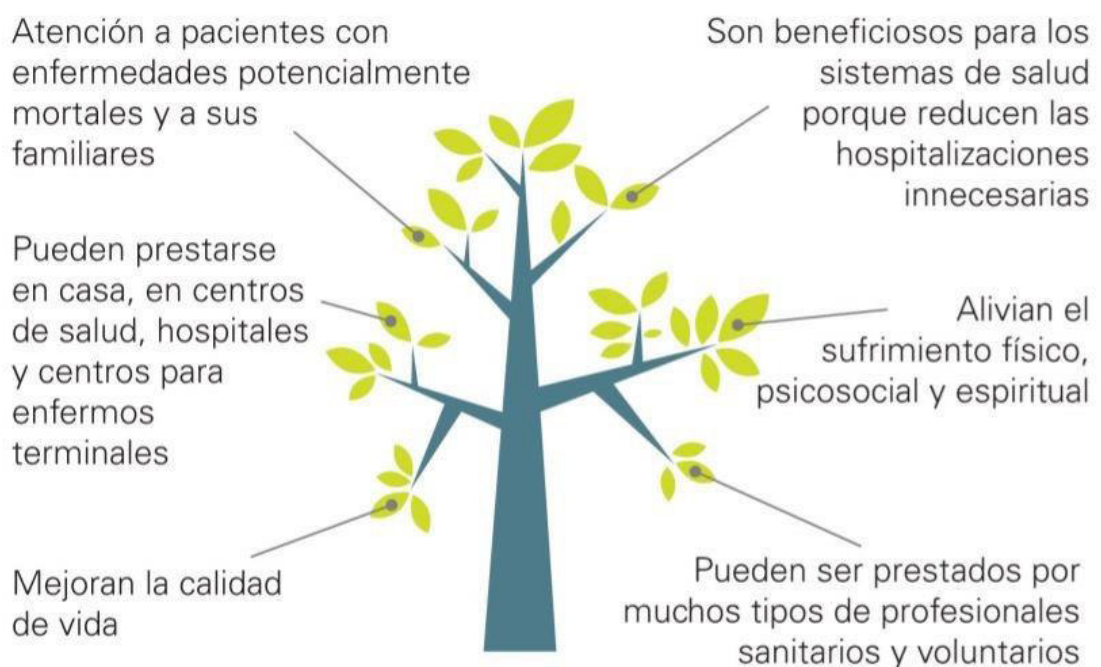 Atención a pacientes con
enfermedades potencialmente
mortales y a sus
familiares
Son beneficiosos para los
sistemas de salud
porque reducen las
hospitalizaciones
innecesarias
Pueden prestarse
en casa, en centros
de salud, hospitales
y centros para
enfermos
terminales
Alivian el
sufrimiento físico,
psicosocial y espiritual
Mejoran la calidad
de vida
Pueden ser prestados por
muchos tipos de profesionales
sanitarios y voluntarios